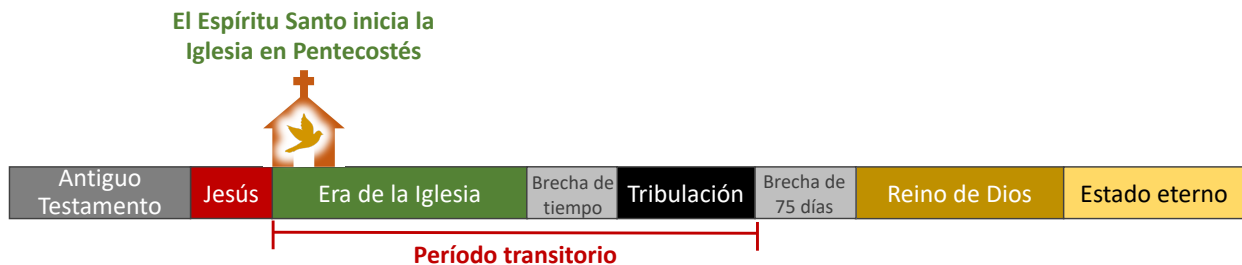 El Espíritu Santo inicia la
Iglesia en Pentecostés
Antiguo
Testamento
Jesús
Era de la Iglesia
Brecha de
tiempo
Tribulación
Brecha de
75 días
Reino de Dios
Estado eterno
Período transitorio